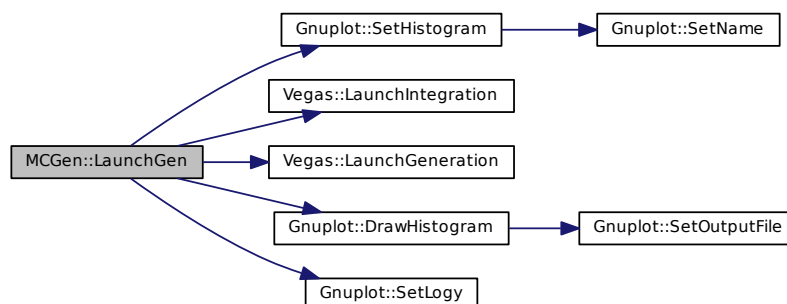 Gnuplot::SetHistogram
Gnuplot::SetName
Vegas::LaunchIntegration
MCGen::LaunchGen
Vegas::LaunchGeneration
Gnuplot::DrawHistogram
Gnuplot::SetOutputFile
Gnuplot::SetLogy